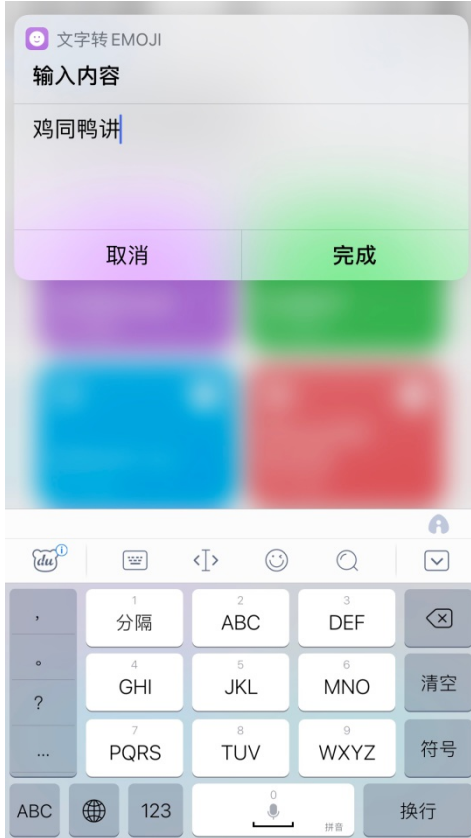 文字转EMOJI
输入内容
鸡同鸭讲
取消 完成
du i
, 1 2 3
分隔 ABC DEF
。 4 5 6
GHI JKL MNO 清空
?
7 8 9
... PQRS TUV WXYZ 符号
0
ABC 123 拼音 换行